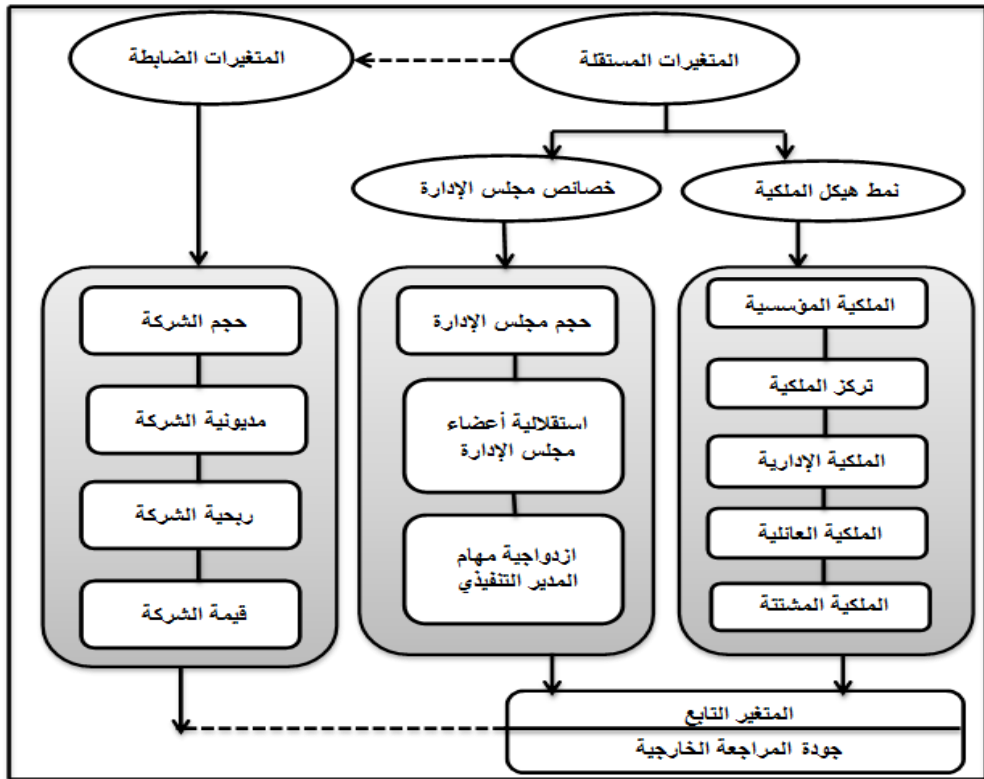 المتغيرات المستقلة
المتغيرات الضابطة
نمط هيكل الملكية
خصائص مجلس الإدارة
الملكية المؤسسية
تركز الملكية
الملكية الإدارية
الملكية العائلية
الملكية المشتتة
حجم مجلس الإدارة
استقلالية أعضاء
مجلس الإدارة
ازدواجية مهام
المدير التنفيذي
حجم الشركة
مديونية الشركة
ربحية الشركة
قيمة الشركة
المتغير التابع
جودة المراجعة الخارجية